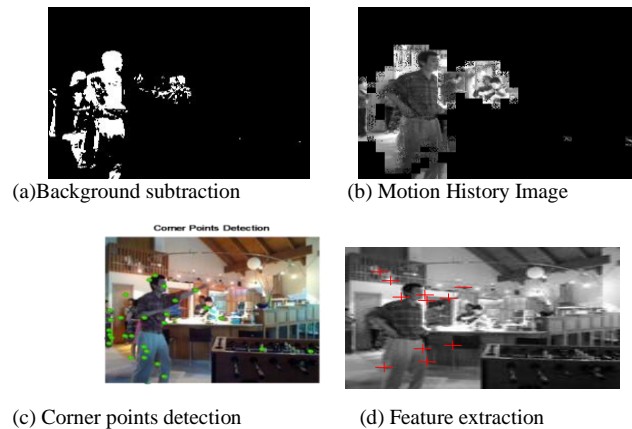 (a)Background subtraction
(b) Motion History Image
Corner Points Detection
(c) Corner points detection
(d) Feature extraction